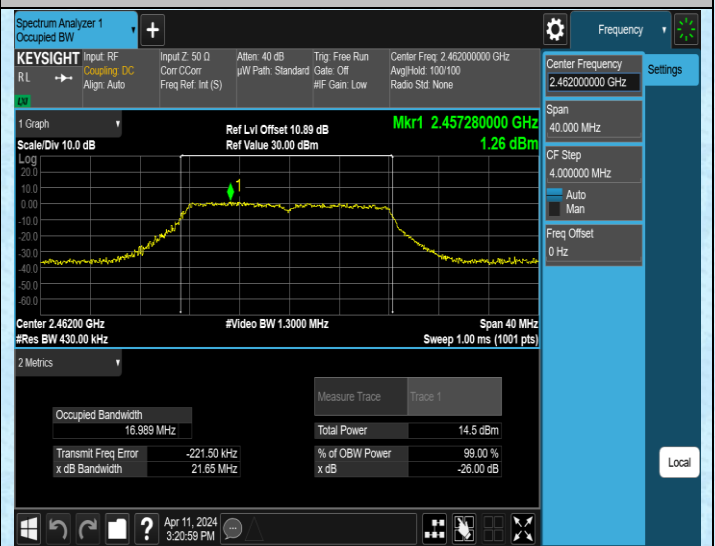 Spectrum Analyzer 1
Occupied BW
+
Frequency
KEYSIGHT
RL
LXI
Input: RF
Coupling: DC
Align: Auto
Input Z: 50 Ω
Corr CCorr
Freq Ref: Int (S)
Atten: 40 dB
µW Path: Standard
Trig: Free Run
Gate: Off
#IF Gain: Low
Center Freq: 2.462000000 GHz
Avg|Hold: 100/100
Radio Std: None
Center Frequency
2.462000000 GHz
Settings
Span
40.000 MHz
CF Step
4.000000 MHz
Auto
Man
Freq Offset
0 Hz
1 Graph
Scale/Div 10.0 dB
Ref Lvl Offset 10.89 dB
Ref Value 30.00 dBm
Mkr1 2.457280000 GHz
1.26 dBm
Log
20.0
10.0
0.00
-10.0
-20.0
-30.0
-40.0
-50.0
-60.0
1
Center 2.46200 GHz
#Res BW 430.00 kHz
#Video BW 1.3000 MHz
Span 40 MHz
Sweep 1.00 ms (1001 pts)
2 Metrics
Measure Trace Trace 1
Occupied Bandwidth
16.989 MHz
Total Power 14.5 dBm
Transmit Freq Error -221.50 kHz
% of OBW Power 99.00 %
x dB Bandwidth 21.65 MHz
x dB -26.00 dB
Local
?
Apr 11, 2024
3:20:59 PM